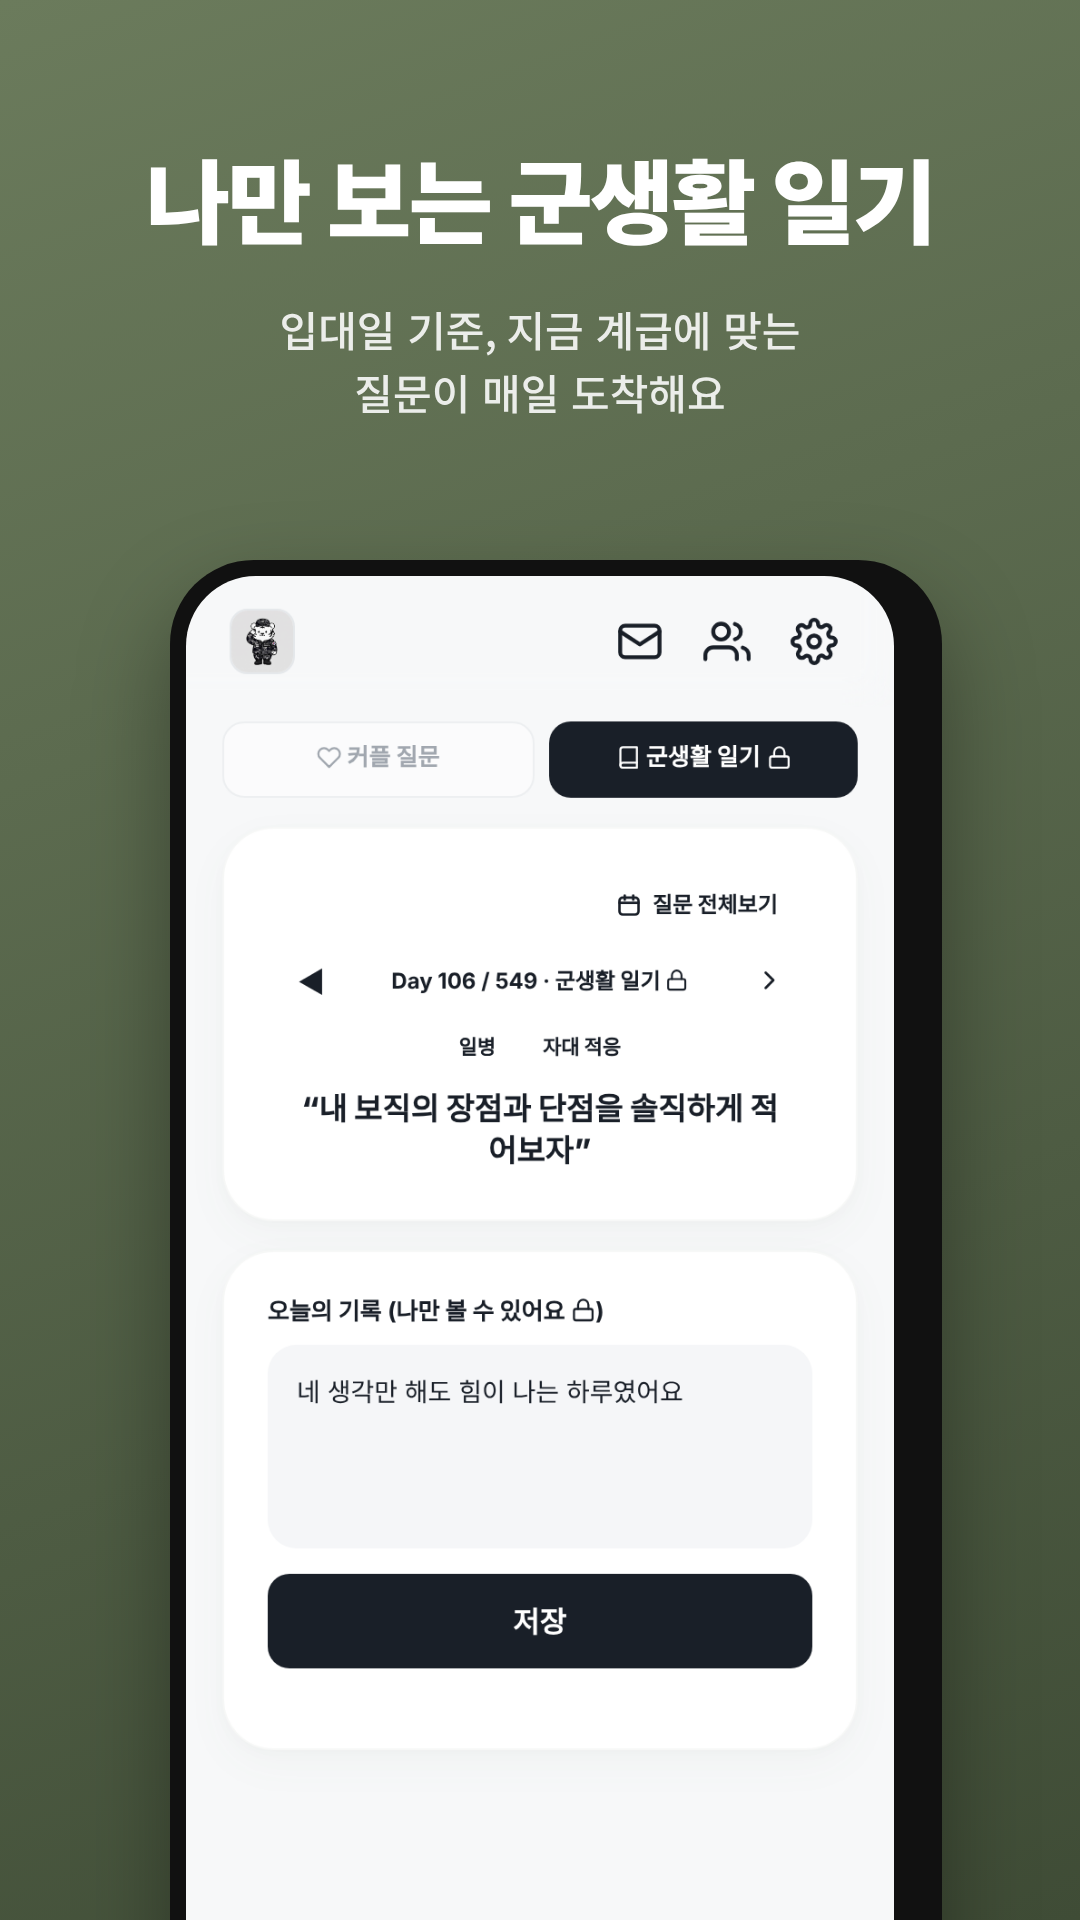 나만 보는 군생활 일기
입대일 기준, 지금 계급에 맞는
질문이 매일 도착해요
커플 질문
군생활 일기
질문 전체보기
Day 106 / 549 · 군생활 일기
일병 자대 적응
“내 보직의 장점과 단점을 솔직하게 적
어보자”
오늘의 기록 (나만 볼 수 있어요 )
네 생각만 해도 힘이 나는 하루였어요
저장